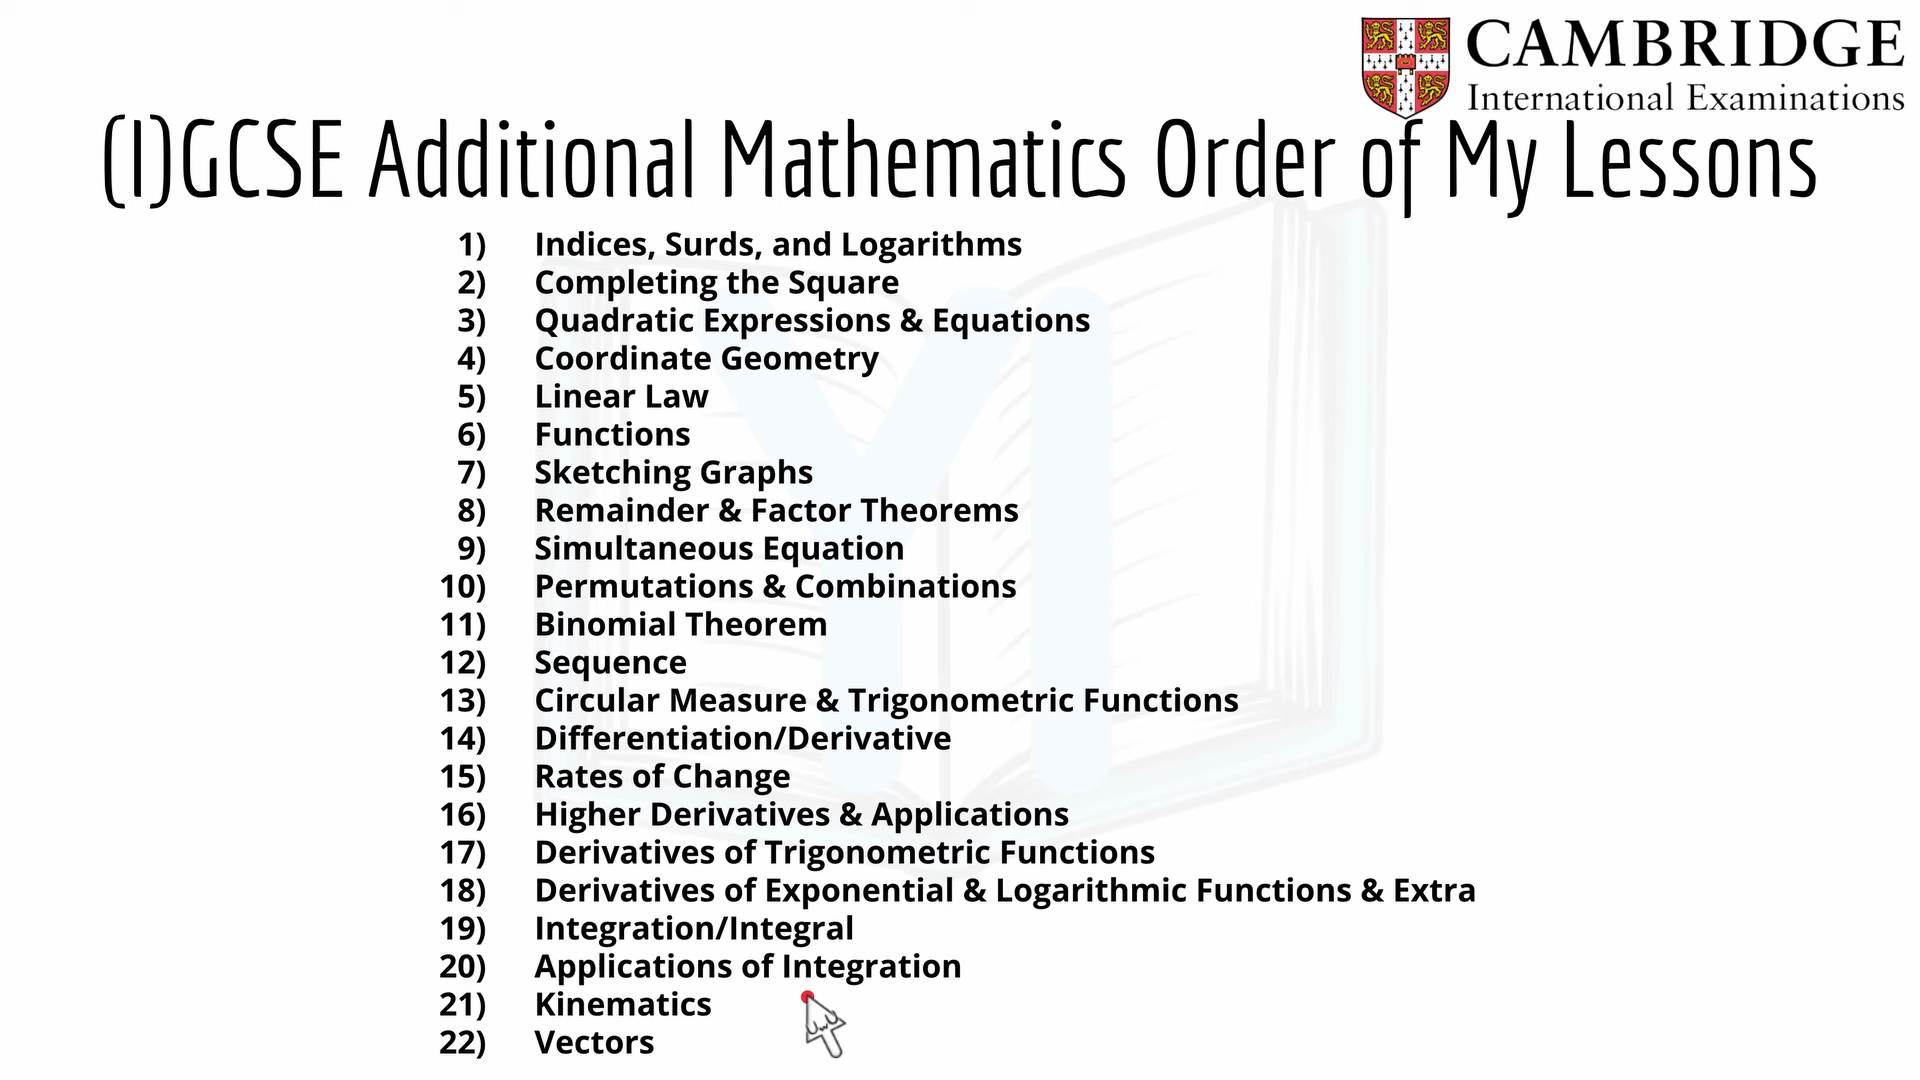 CAMBRIDGE
International Examinations
(I)GCSE Additional Mathematics Order of My Lessons
1) Indices, Surds, and Logarithms
2) Completing the Square
3) Quadratic Expressions & Equations
4) Coordinate Geometry
5) Linear Law
6) Functions
7) Sketching Graphs
8) Remainder & Factor Theorems
9) Simultaneous Equation
10) Permutations & Combinations
11) Binomial Theorem
12) Sequence
13) Circular Measure & Trigonometric Functions
14) Differentiation/Derivative
15) Rates of Change
16) Higher Derivatives & Applications
17) Derivatives of Trigonometric Functions
18) Derivatives of Exponential & Logarithmic Functions & Extra
19) Integration/Integral
20) Applications of Integration
21) Kinematics
22) Vectors
YI